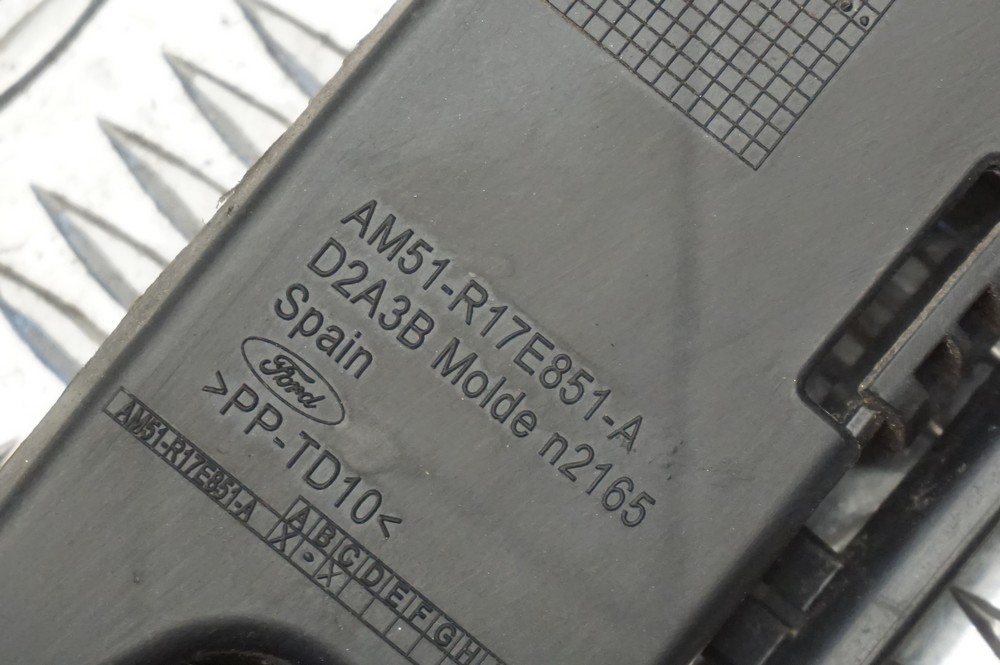 AM51-R17E851-A
D2A3B Molde n2165
Spain
Ford
>PP-TD10<
AM51-R17E851-A
A B C D E F G H
X - X